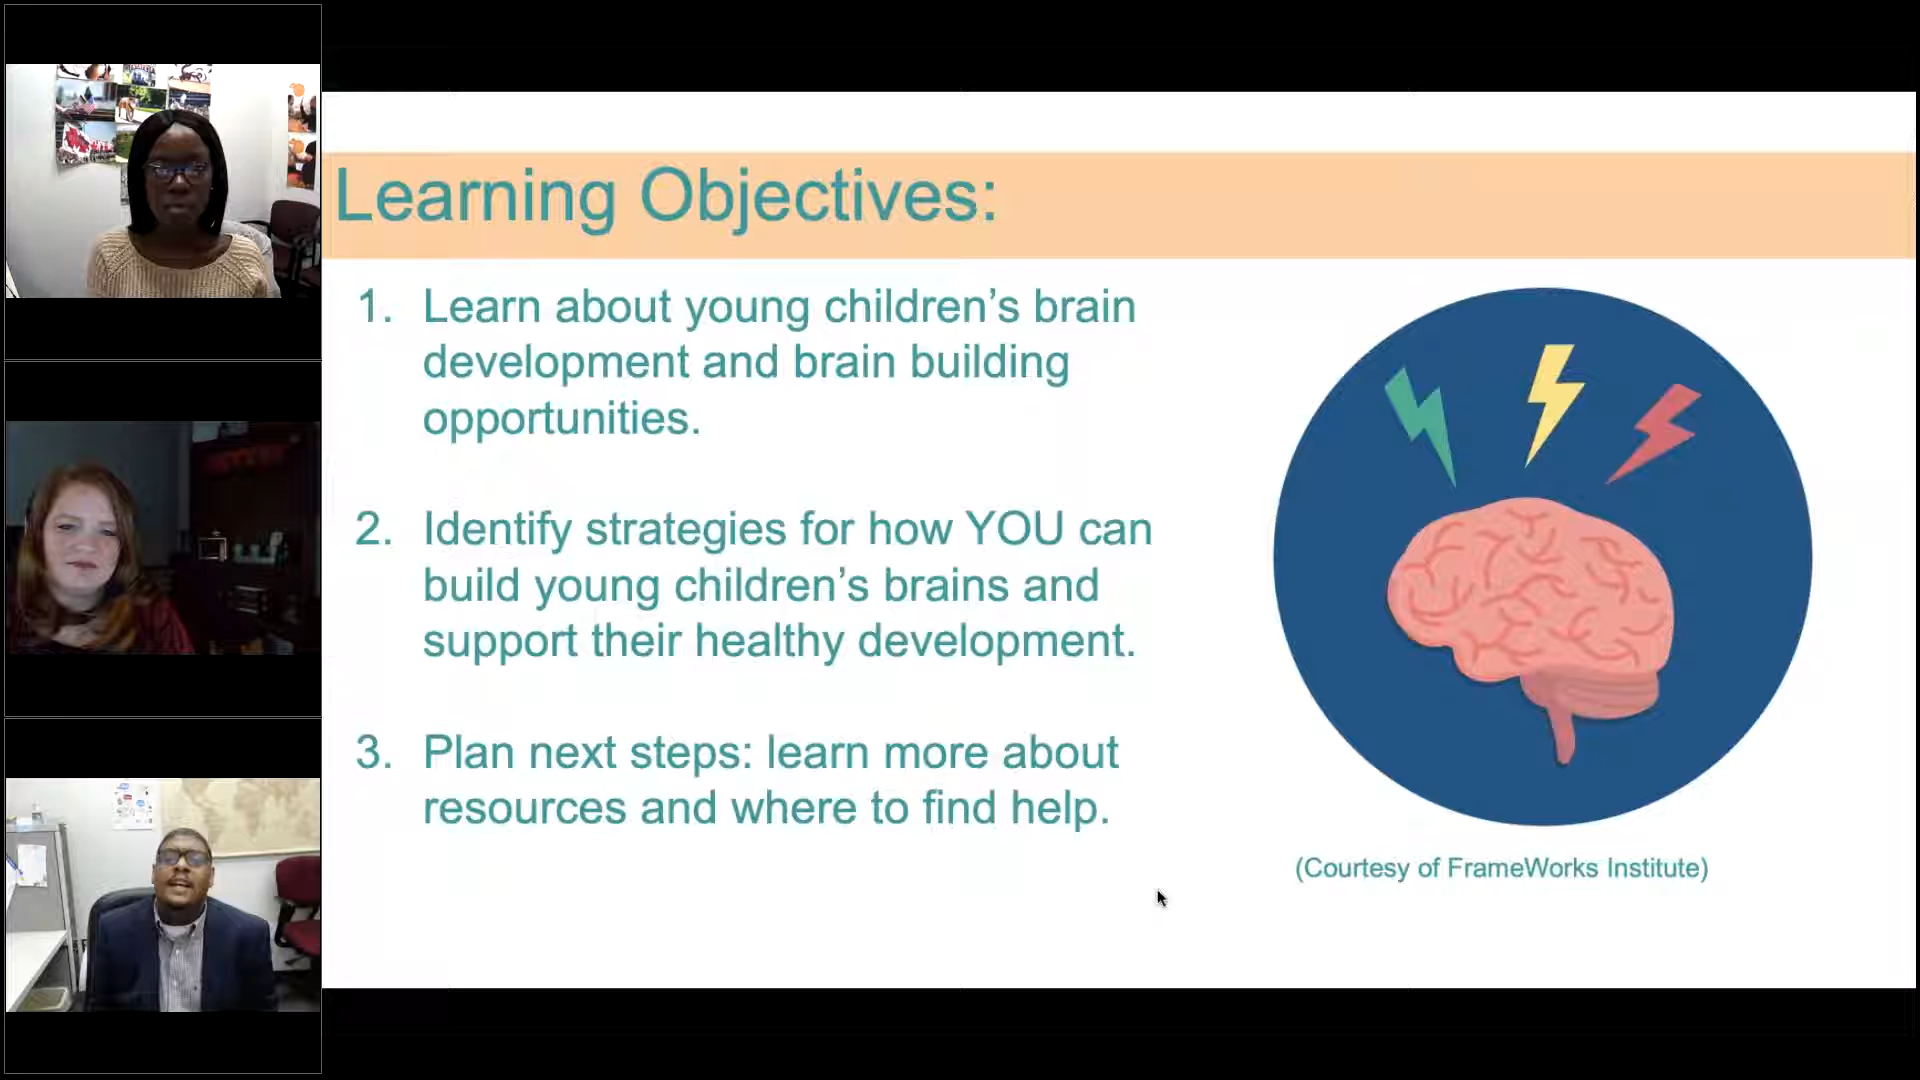 Learning Objectives:
1. Learn about young children’s brain
development and brain building
opportunities.
2. Identify strategies for how YOU can
build young children’s brains and
support their healthy development.
3. Plan next steps: learn more about
resources and where to find help.
(Courtesy of FrameWorks Institute)